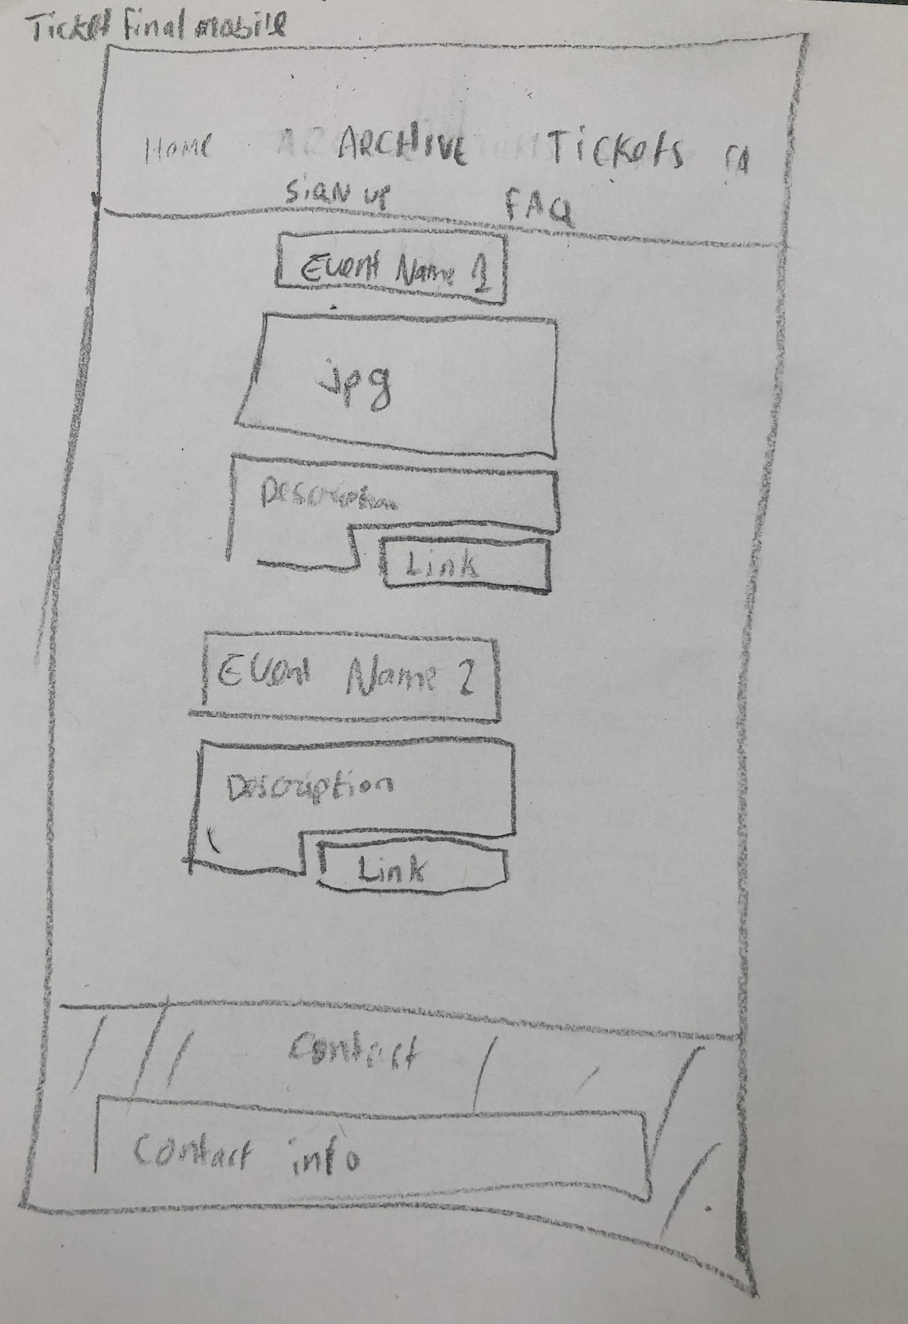 Ticket Final mobile
Home ARCHIVE Tickets FA
sign up FAQ
Event Name 1
jpg
Description
Link
Event Name 2
Description
Link
Contact
Contact info